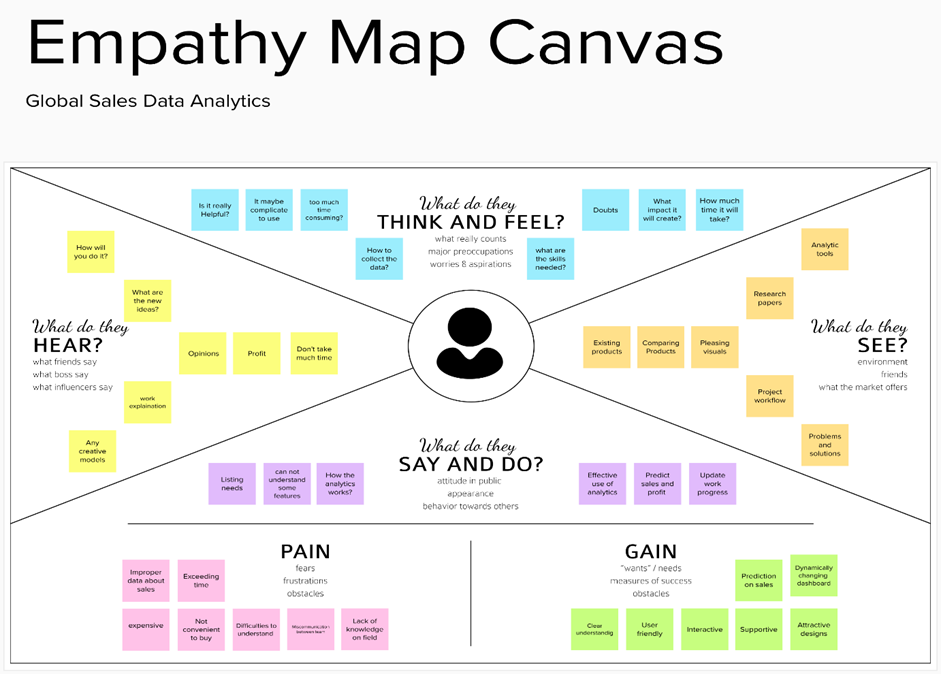 Empathy Map Canvas
Global Sales Data Analytics
What do they
THINK AND FEEL?
what really counts
major preoccupations
worries & aspirations
Is it really
Helpful?
It maybe
complicate
to use
too much
time
consuming?
How to
collect the
data?
what are
the skills
needed?
Doubts
What
impact it
will create?
How much
time it will
take?
What do they
HEAR?
what friends say
what boss say
what influencers say
How will
you do it?
What are
the new
ideas?
Opinions
Profit
Don't take
much time
work
explaination
Any
creative
models
What do they
SEE?
environment
friends
what the market offers
Analytic
tools
Research
papers
Existing
products
Comparing
Products
Pleasing
visuals
Project
workflow
Problems
and
solutions
What do they
SAY AND DO?
attitude in public
appearance
behavior towards others
Listing
needs
can not
understand
some
features
How the
analytics
works?
Effective
use of
analytics
Predict
sales and
profit
Update
work
progress
PAIN
fears
frustrations
obstacles
Improper
data about
sales
Exceeding
time
expensive
Not
convenient
to buy
Difficulties to
understand
Miscommunication
between team
Lack of
knowledge
on field
GAIN
"wants" / needs
measures of success
obstacles
Prediction
on sales
Dynamically
changing
dashboard
Clear
understandig
User
friendly
Interactive
Supportive
Attractive
designs